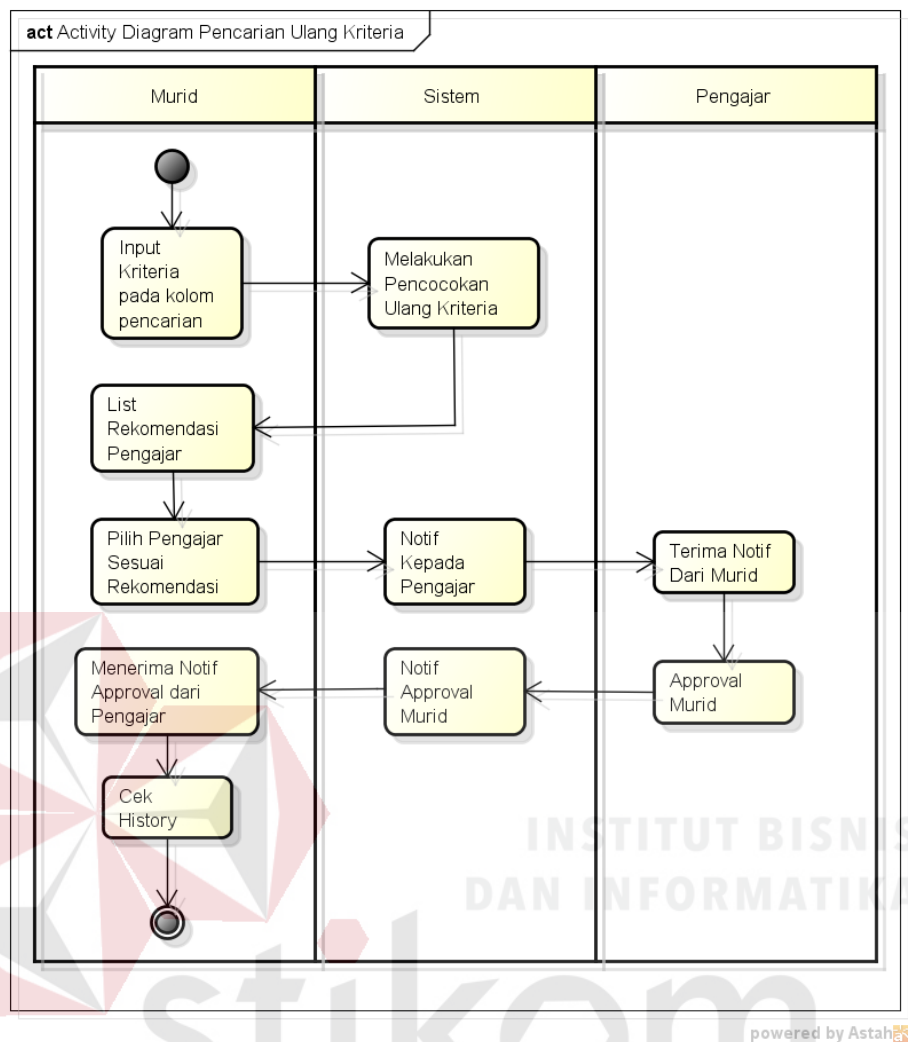 act Activity Diagram Pencarian Ulang Kriteria
Murid
Sistem
Pengajar
Input
Kriteria
pada kolom
pencarian
Melakukan
Pencocokan
Ulang Kriteria
List
Rekomendasi
Pengajar
Pilih Pengajar
Sesuai
Rekomendasi
Notif
Kepada
Pengajar
Terima Notif
Dari Murid
Menerima Notif
Approval dari
Pengajar
Notif
Approval
Murid
Approval
Murid
Cek
History
INSTITUT BISNIS
DAN INFORMATIKA
stikom
powered by Astah